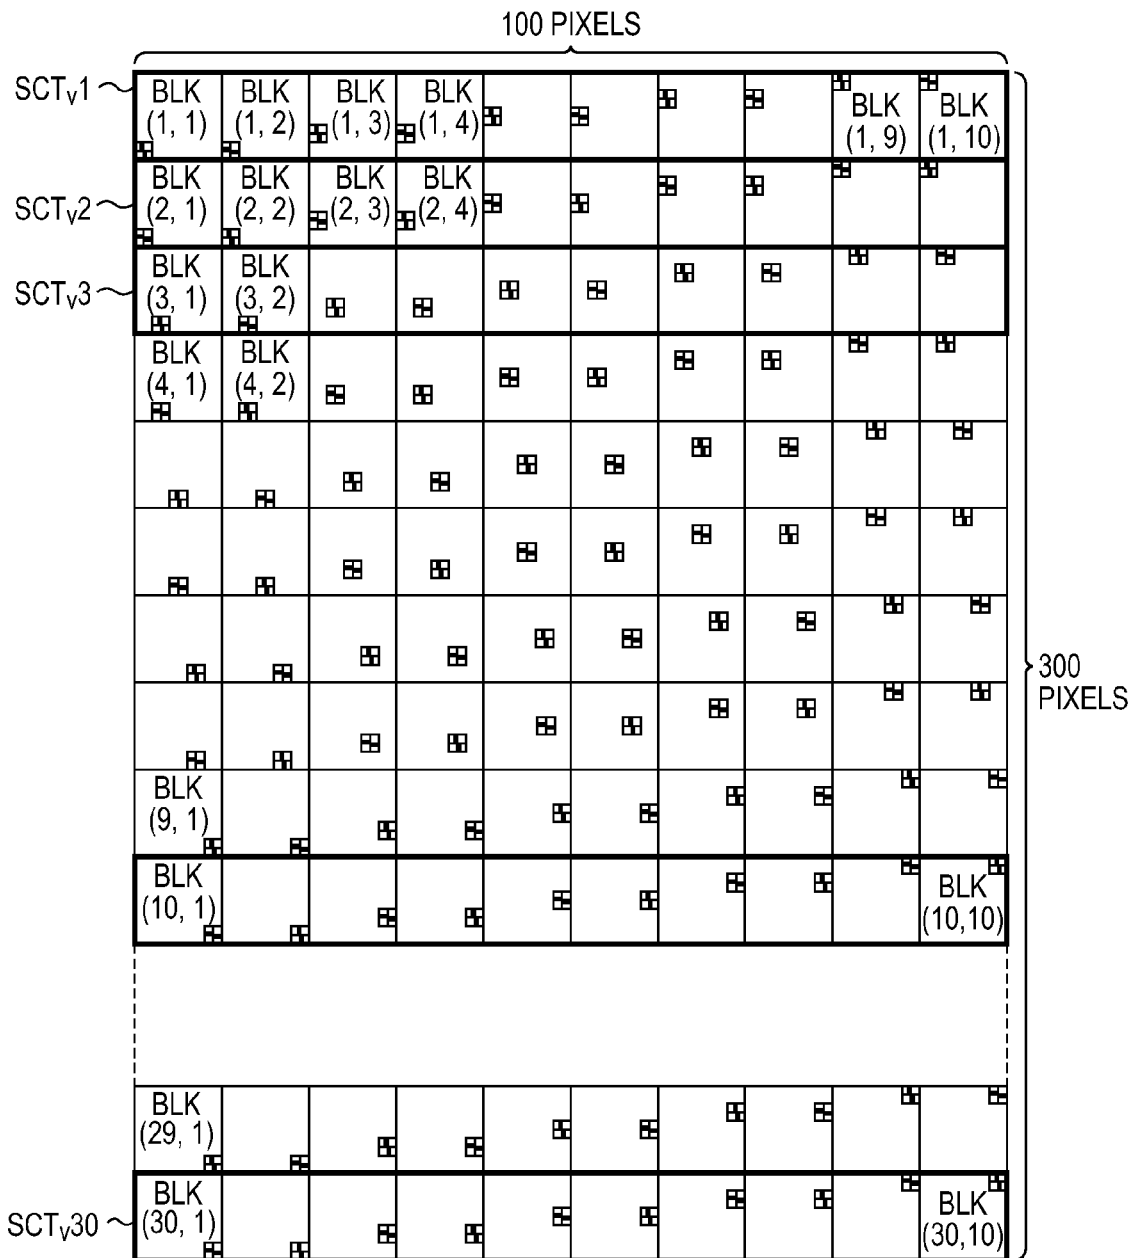 100 PIXELS
SCTV1
BLK (1, 1)
BLK (1, 2)
BLK (1, 3)
BLK (1, 4)
BLK (1, 9)
BLK (1, 10)
SCTV2
BLK (2, 1)
BLK (2, 2)
BLK (2, 3)
BLK (2, 4)
SCTV3
BLK (3, 1)
BLK (3, 2)
BLK (4, 1)
BLK (4, 2)
300
PIXELS
BLK (9, 1)
BLK (10, 1)
BLK (10,10)
BLK (29, 1)
SCTV30
BLK (30, 1)
BLK (30,10)